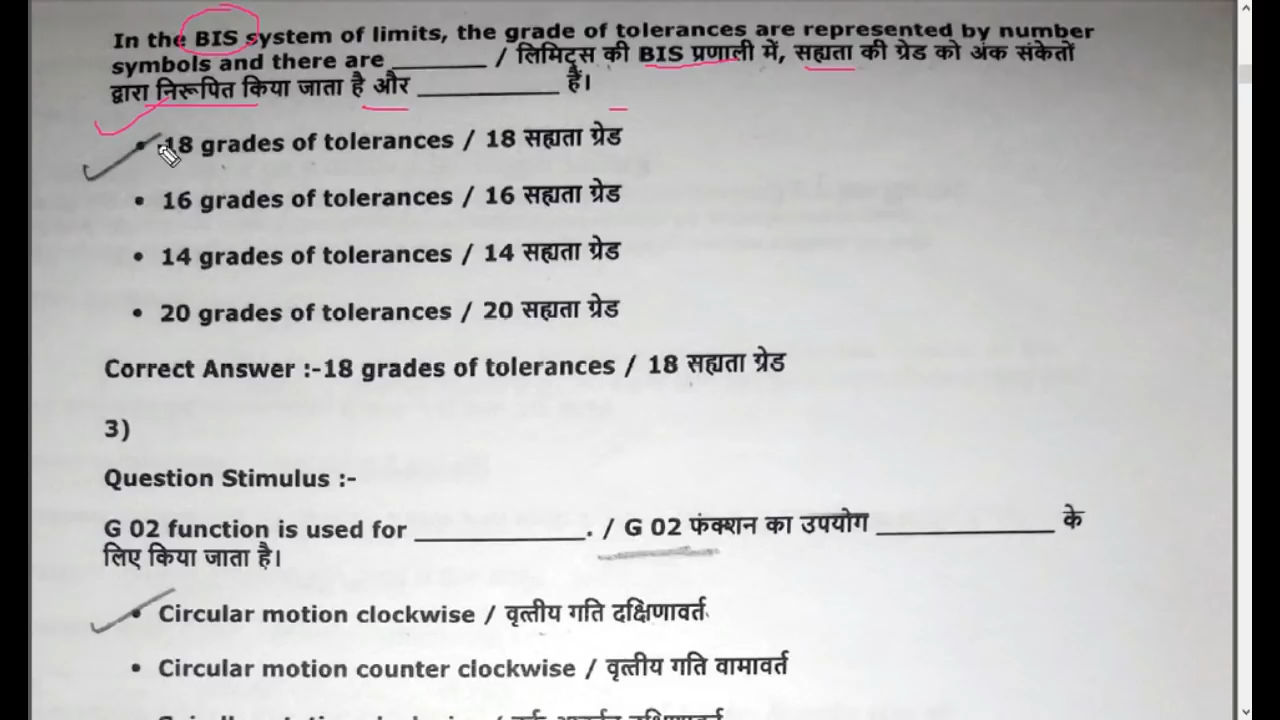 In the BIS system of limits, the grade of tolerances are represented by number
symbols and there are ________ / लिमिट्स की BIS प्रणाली में, सह्यता की ग्रेड को अंक संकेतों
द्वारा निरूपित किया जाता है और ____________ हैं।
• 18 grades of tolerances / 18 सह्यता ग्रेड
• 16 grades of tolerances / 16 सह्यता ग्रेड
• 14 grades of tolerances / 14 सह्यता ग्रेड
• 20 grades of tolerances / 20 सह्यता ग्रेड
Correct Answer :-18 grades of tolerances / 18 सह्यता ग्रेड
3)
Question Stimulus :-
G 02 function is used for ____________. / G 02 फंक्शन का उपयोग ______________ के
लिए किया जाता है।
• Circular motion clockwise / वृत्तीय गति दक्षिणावर्त
• Circular motion counter clockwise / वृत्तीय गति वामावर्त